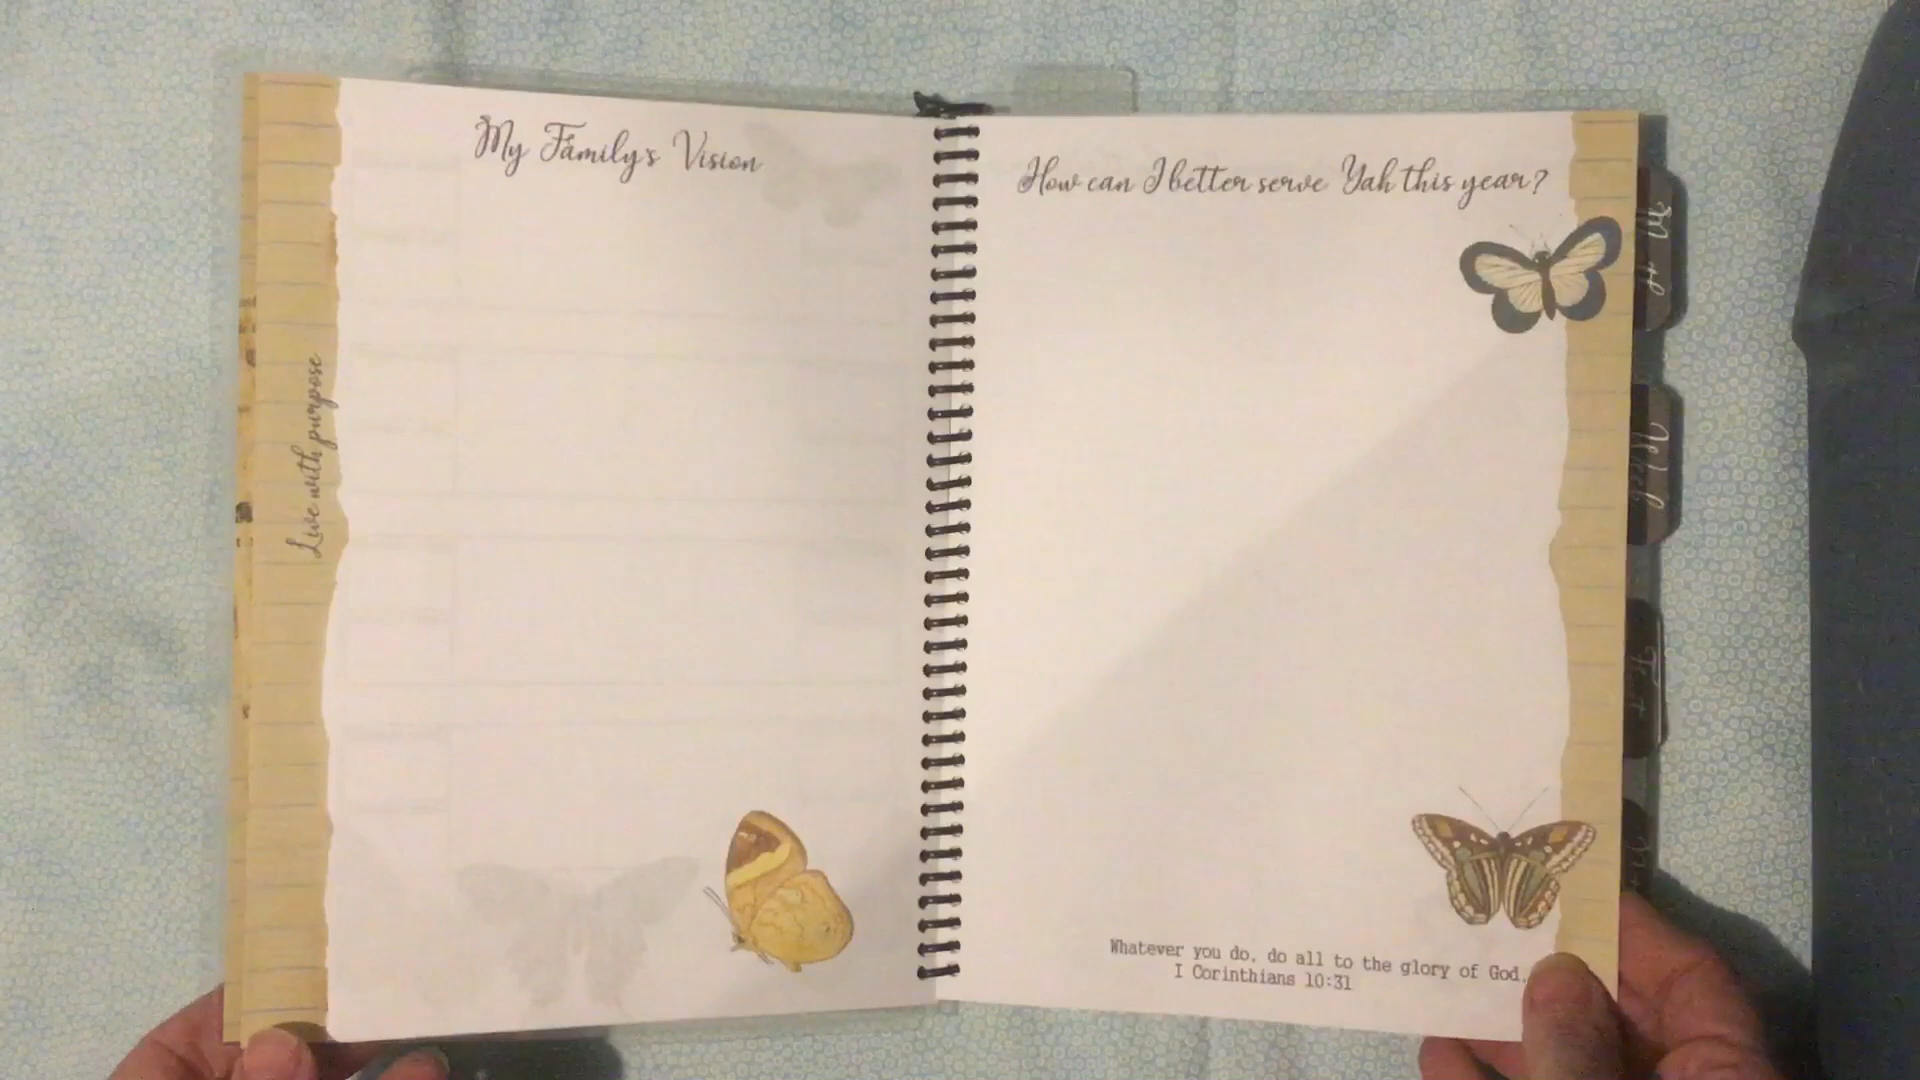 My Family's Vision
Live with purpose
How can I better serve Yah this year?
Whatever you do, do all to the glory of God.
I Corinthians 10:31